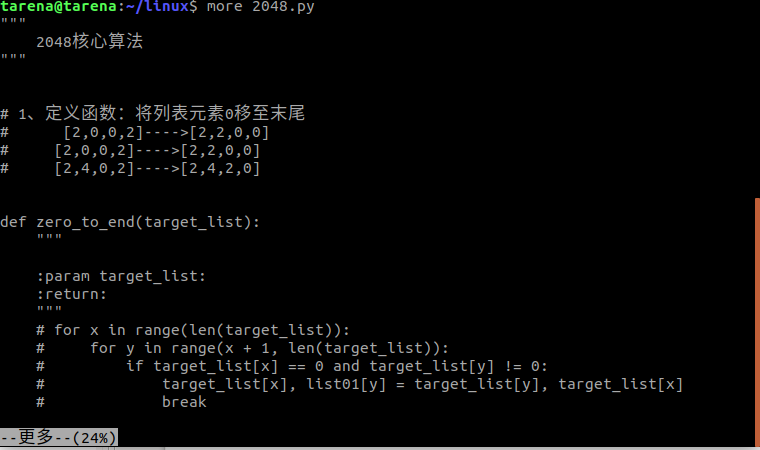 tarena@tarena:~/linux$ more 2048.py
"""
    2048核心算法
"""
# 1、定义函数：将列表元素0移至末尾
#      [2,0,0,2]---->[2,2,0,0]
#     [2,0,0,2]---->[2,2,0,0]
#     [2,4,0,2]---->[2,4,2,0]
def zero_to_end(target_list):
    """
    :param target_list:
    :return:
    """
    # for x in range(len(target_list)):
    #     for y in range(x + 1, len(target_list)):
    #         if target_list[x] == 0 and target_list[y] != 0:
    #             target_list[x], list01[y] = target_list[y], target_list[x]
    #             break
--更多--(24%)